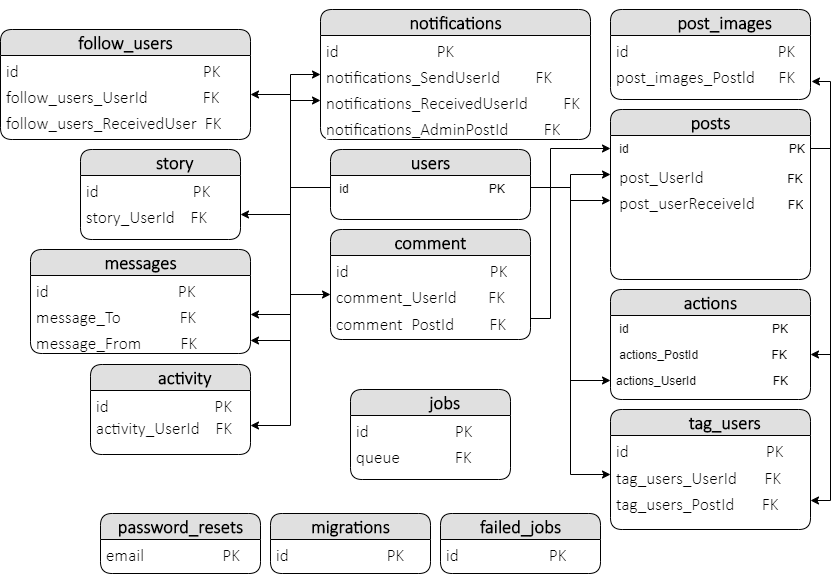 follow_users
id PK
follow_users_UserId FK
follow_users_ReceivedUser FK
notifications
id PK
notifications_SendUserId FK
notifications_ReceivedUserId FK
notifications_AdminPostId FK
post_images
id PK
post_images_PostId FK
story
id PK
story_UserId FK
users
id PK
posts
id PK
post_UserId FK
post_userReceiveId FK
messages
id PK
message_To FK
message_From FK
comment
id PK
comment_UserId FK
comment PostId FK
actions
id PK
actions_PostId FK
actions_UserId FK
activity
id PK
activity_UserId FK
jobs
id PK
queue FK
tag_users
id PK
tag_users_UserId FK
tag_users_PostId FK
password_resets
email PK
migrations
id PK
failed_jobs
id PK